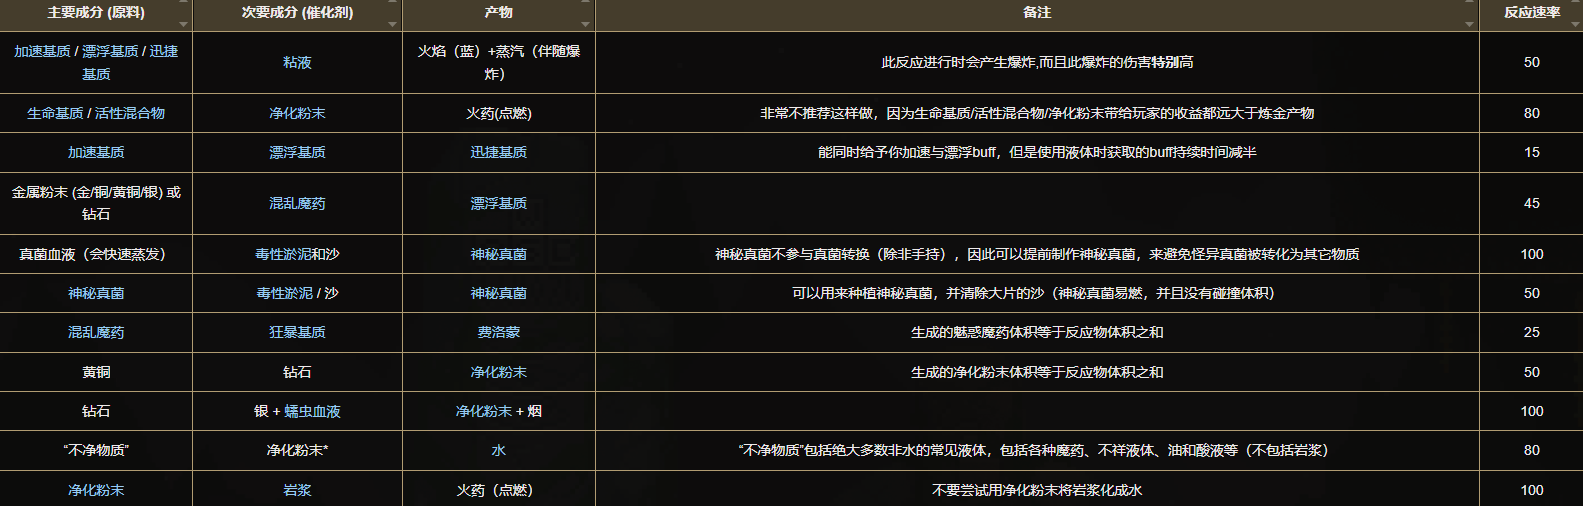 主要成分 (原料) 次要成分 (催化剂) 产物 备注 反应速率
加速基质 / 漂浮基质 / 迅捷基质 粘液 火焰（蓝）+蒸汽（伴随爆炸） 此反应进行时会产生爆炸,而且此爆炸的伤害特别高 50
生命基质 / 活性混合物 净化粉末 火药(点燃) 非常不推荐这样做，因为生命基质/活性混合物/净化粉末带给玩家的收益都远大于炼金产物 80
加速基质 漂浮基质 迅捷基质 能同时给予你加速与漂浮buff，但是使用液体时获取的buff持续时间减半 15
金属粉末 (金/铜/黄铜/银) 或钻石 混乱魔药 漂浮基质 45
真菌血液（会快速蒸发） 毒性淤泥和沙 神秘真菌 神秘真菌不参与真菌转换（除非手持），因此可以提前制作神秘真菌，来避免怪异真菌被转化为其它物质 100
神秘真菌 毒性淤泥 / 沙 神秘真菌 可以用来种植神秘真菌，并清除大片的沙（神秘真菌易燃，并且没有碰撞体积） 50
混乱魔药 狂暴基质 费洛蒙 生成的魅惑魔药体积等于反应物体积之和 25
黄铜 钻石 净化粉末 生成的净化粉末体积等于反应物体积之和 50
钻石 银 + 蠕虫血液 净化粉末 + 烟 100
“不净物质” 净化粉末* 水 “不净物质”包括绝大多数非水的常见液体，包括各种魔药、不祥液体、油和酸液等（不包括岩浆） 80
净化粉末 岩浆 火药（点燃） 不要尝试用净化粉末将岩浆化成水 100